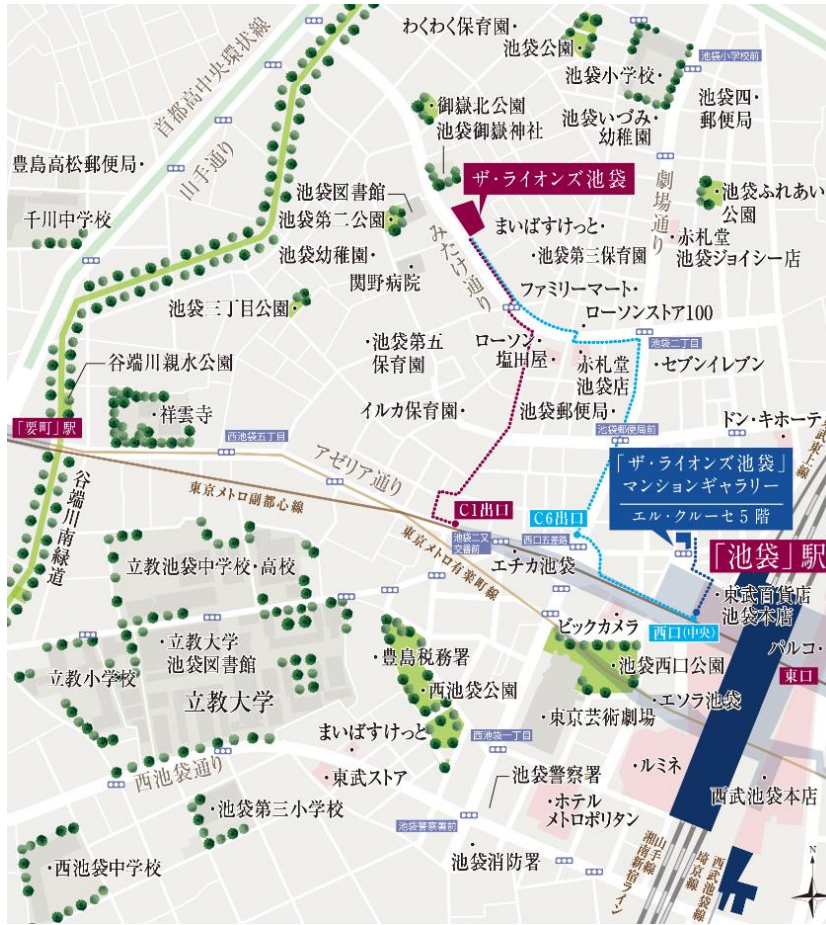 わくわく保育園・
池袋公園・
池袋小学校前
池袋小学校・
首都高中央環状線
・御嶽北公園
池袋御嶽神社
池袋いづみ・
幼稚園
池袋四・
郵便局
豊島高松郵便局・
山手通り
千川中学校
池袋図書館
ザ・ライオンズ池袋
劇場通り
・池袋ふれあい
公園
池袋第二公園・
みたけ通り
まいばすけっと・
・赤札堂
池袋ジョイシー店
池袋幼稚園・
関野病院
・池袋第三保育園
ファミリーマート・
池袋三丁目公園・
ローソンストア100
・池袋第五
保育園
ローソン・
塩田屋
池袋二丁目
谷端川親水公園
赤札堂
池袋店
・セブンイレブン
・祥雲寺
イルカ保育園・
池袋郵便局・
ドン・キホーテ
「要町」駅
西池袋五丁目
池袋郵便局前
東武東上線
アゼリア通り
「ザ・ライオンズ池袋」
マンションギャラリー
エル・クルーセ5階
谷端川南緑道
東京メトロ副都心線
C1出口
C6出口
池袋二又
交番前
西口五差路
「池袋」駅
東京メトロ有楽町線
エチカ池袋
立教池袋中学校・高校
・東武百貨店
池袋本店
ビックカメラ
西口(中央)
パルコ・
・立教大学
池袋図書館
・豊島税務署
・池袋西口公園
東口
立教小学校
・西池袋公園
・エソラ池袋
立教大学
東京芸術劇場
まいばすけっと
西池袋一丁目
西池袋通り
・東武ストア
池袋警察署
・ルミネ
西武池袋本店
・池袋第三小学校
・ホテル
メトロポリタン
池袋警察署前
・西池袋中学校
池袋消防署
山手線
湘南新宿ライン
埼京線
西武池袋線
N